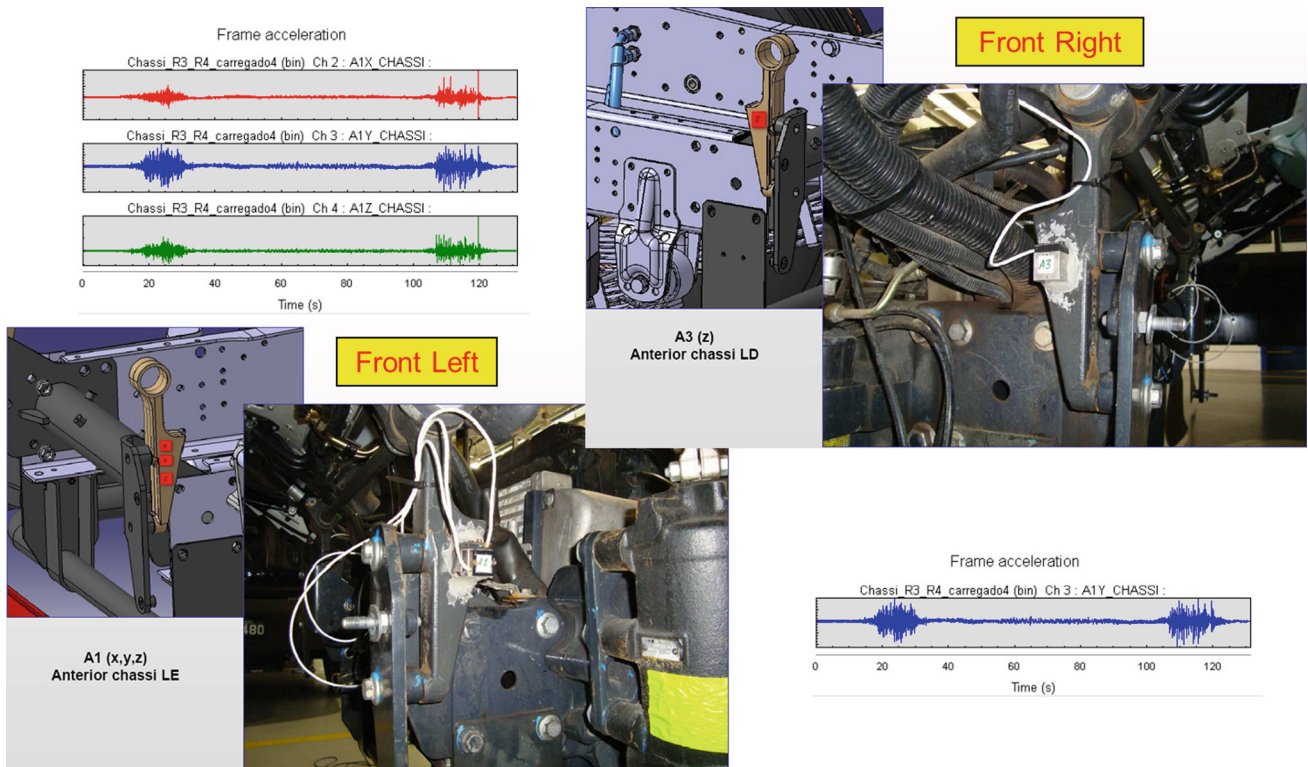 Frame acceleration
Chassi_R3_R4_carregado4 (bin) Ch 2 : A1X_CHASSI :
Chassi_R3_R4_carregado4 (bin) Ch 3 : A1Y_CHASSI :
Chassi_R3_R4_carregado4 (bin) Ch 4 : A1Z_CHASSI :
0 20 40 60 80 100 120
Time (s)
Front Right
A3
A3 (z)
Anterior chassi LD
Front Left
A1
480
A1 (x,y,z)
Anterior chassi LE
Frame acceleration
Chassi_R3_R4_carregado4 (bin) Ch 3 : A1Y_CHASSI :
0 20 40 60 80 100 120
Time (s)